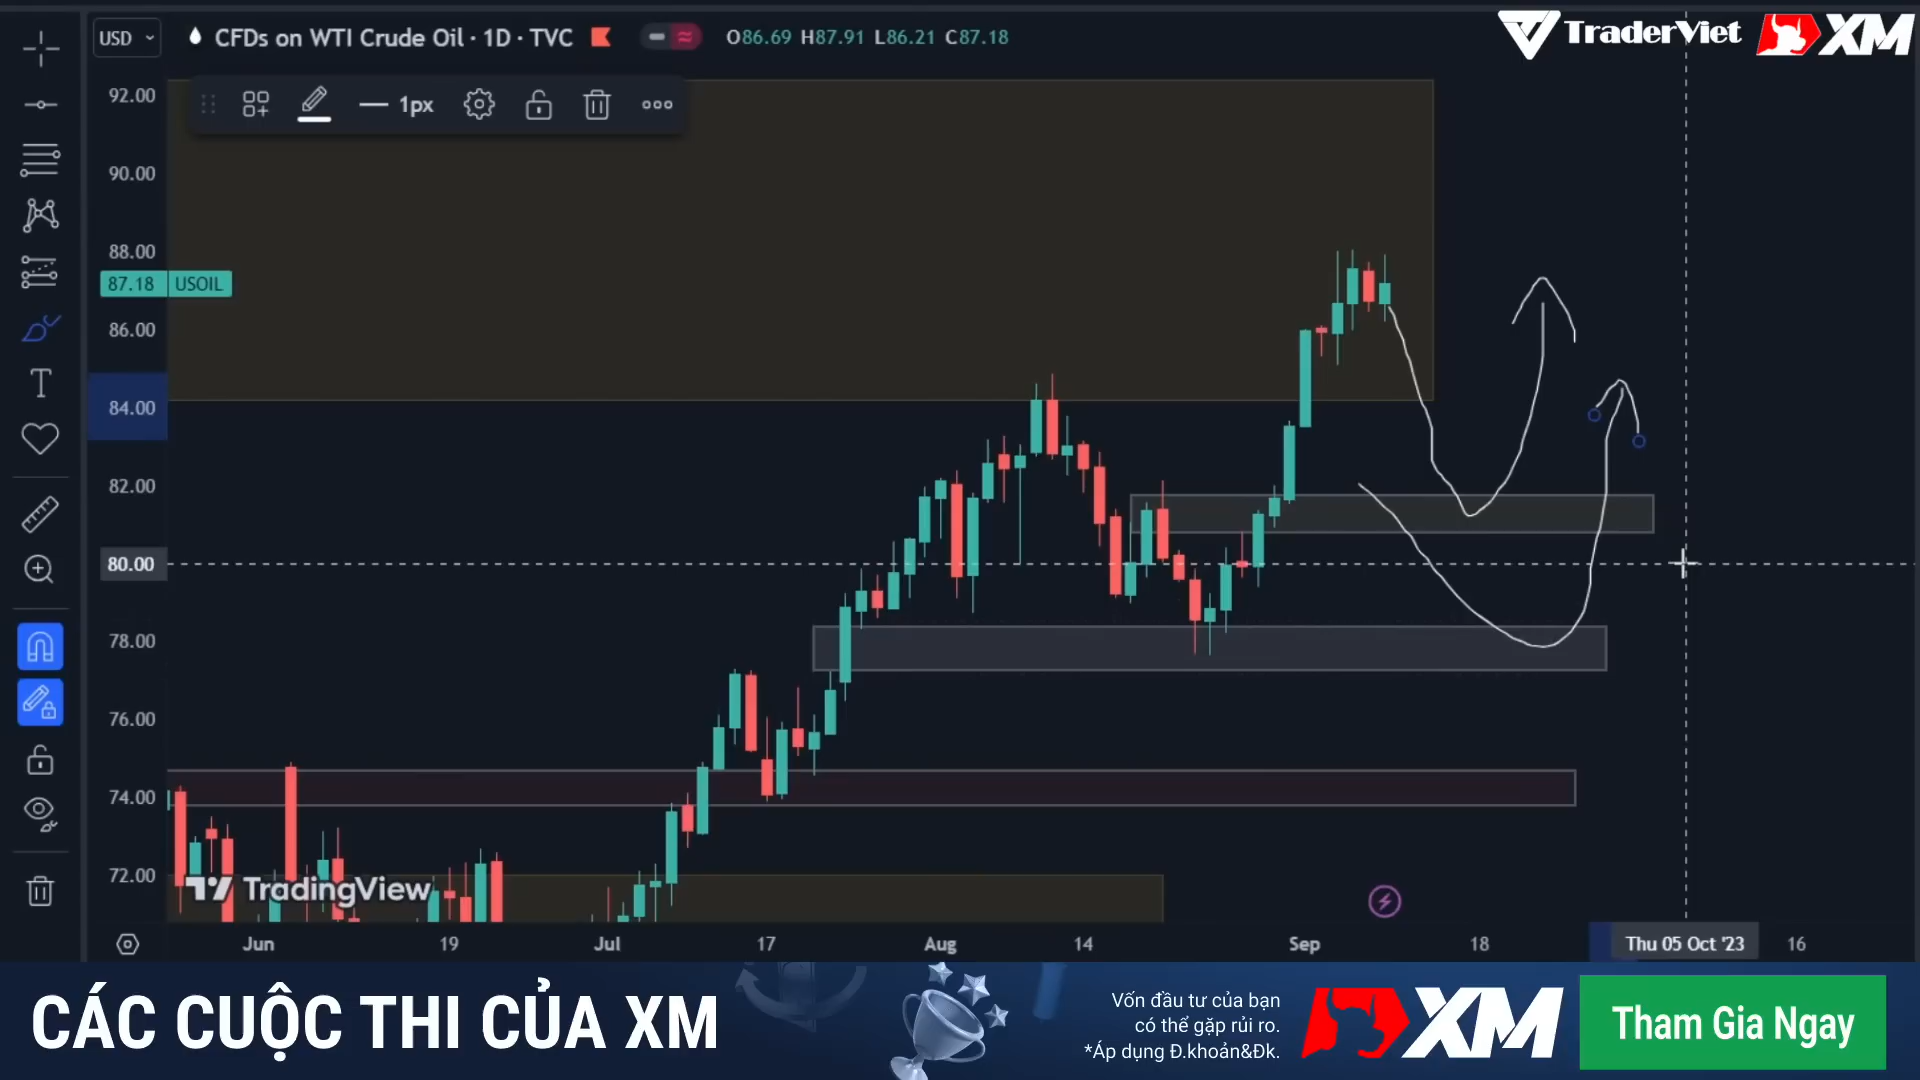 USD
CFDs on WTI Crude Oil · 1D · TVC
O86.69 H87.91 L86.21 C87.18
TraderViet
XM
1px
92.00
90.00
88.00
87.18 USOIL
86.00
84.00
82.00
80.00
78.00
76.00
74.00
72.00
TradingView
Jun 19 Jul 17 Aug 14 Sep 18 Thu 05 Oct '23 16
CÁC CUỘC THI CỦA XM
Vốn đầu tư của bạn
có thể gặp rủi ro.
*Áp dụng Đ.khoản&Đk.
XM
Tham Gia Ngay